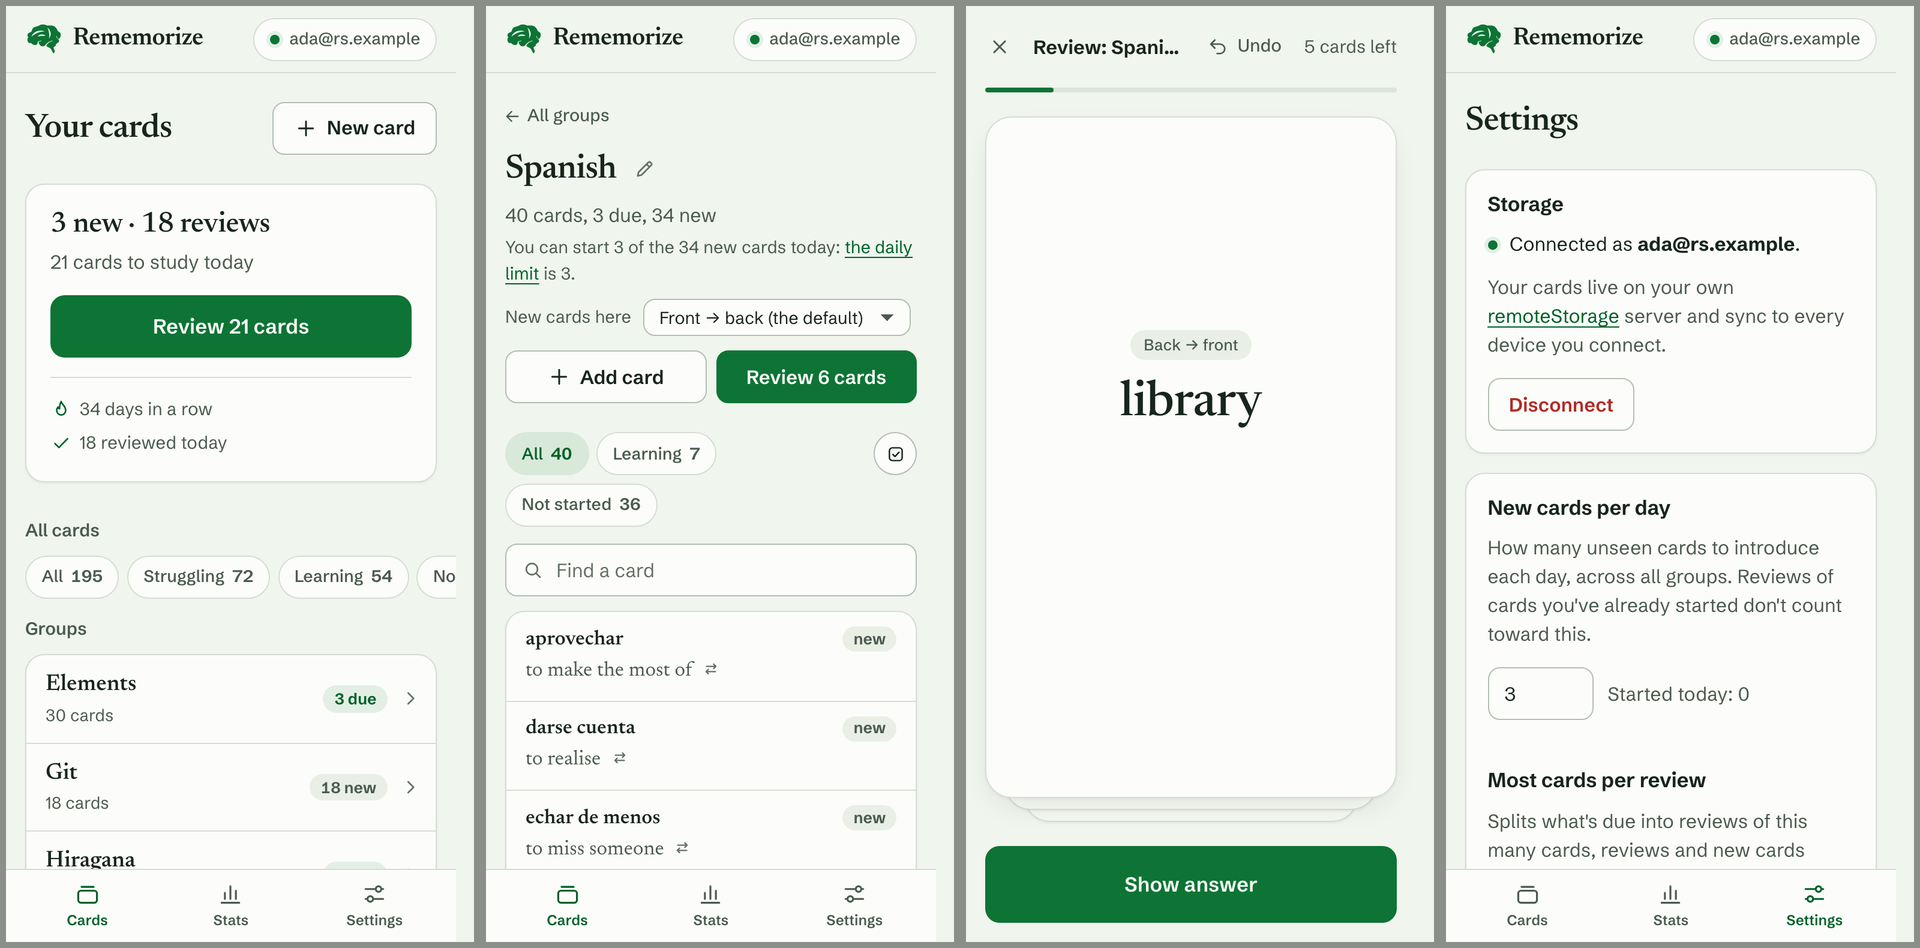 Rememorize
ada@rs.example
Your cards
+ New card
3 new · 18 reviews
21 cards to study today
Review 21 cards
34 days in a row
18 reviewed today
All cards
All 195
Struggling 72
Learning 54
No
Groups
Elements
30 cards
3 due
Git
18 cards
18 new
Hiragana
Cards
Stats
Settings
Rememorize
ada@rs.example
← All groups
Spanish
40 cards, 3 due, 34 new
You can start 3 of the 34 new cards today: the daily
limit is 3.
New cards here
Front → back (the default)
+ Add card
Review 6 cards
All 40
Learning 7
Not started 36
Find a card
aprovechar
new
to make the most of ⇄
darse cuenta
new
to realise ⇄
echar de menos
new
to miss someone ⇄
Cards
Stats
Settings
Review: Spani...
Undo
5 cards left
Back → front
library
Show answer
Rememorize
ada@rs.example
Settings
Storage
Connected as ada@rs.example.
Your cards live on your own
remoteStorage server and sync to every
device you connect.
Disconnect
New cards per day
How many unseen cards to introduce
each day, across all groups. Reviews of
cards you've already started don't count
toward this.
3
Started today: 0
Most cards per review
Splits what's due into reviews of this
many cards, reviews and new cards
Cards
Stats
Settings